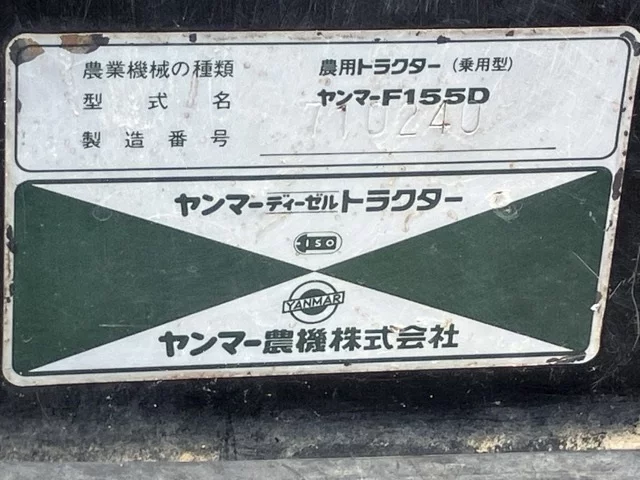 農業機械の種類 農用トラクター(乗用型)
型式名 ヤンマーF155D
710240
製造番号
ヤンマーディーゼルトラクター
ISO
YANMAR
ヤンマー農機株式会社